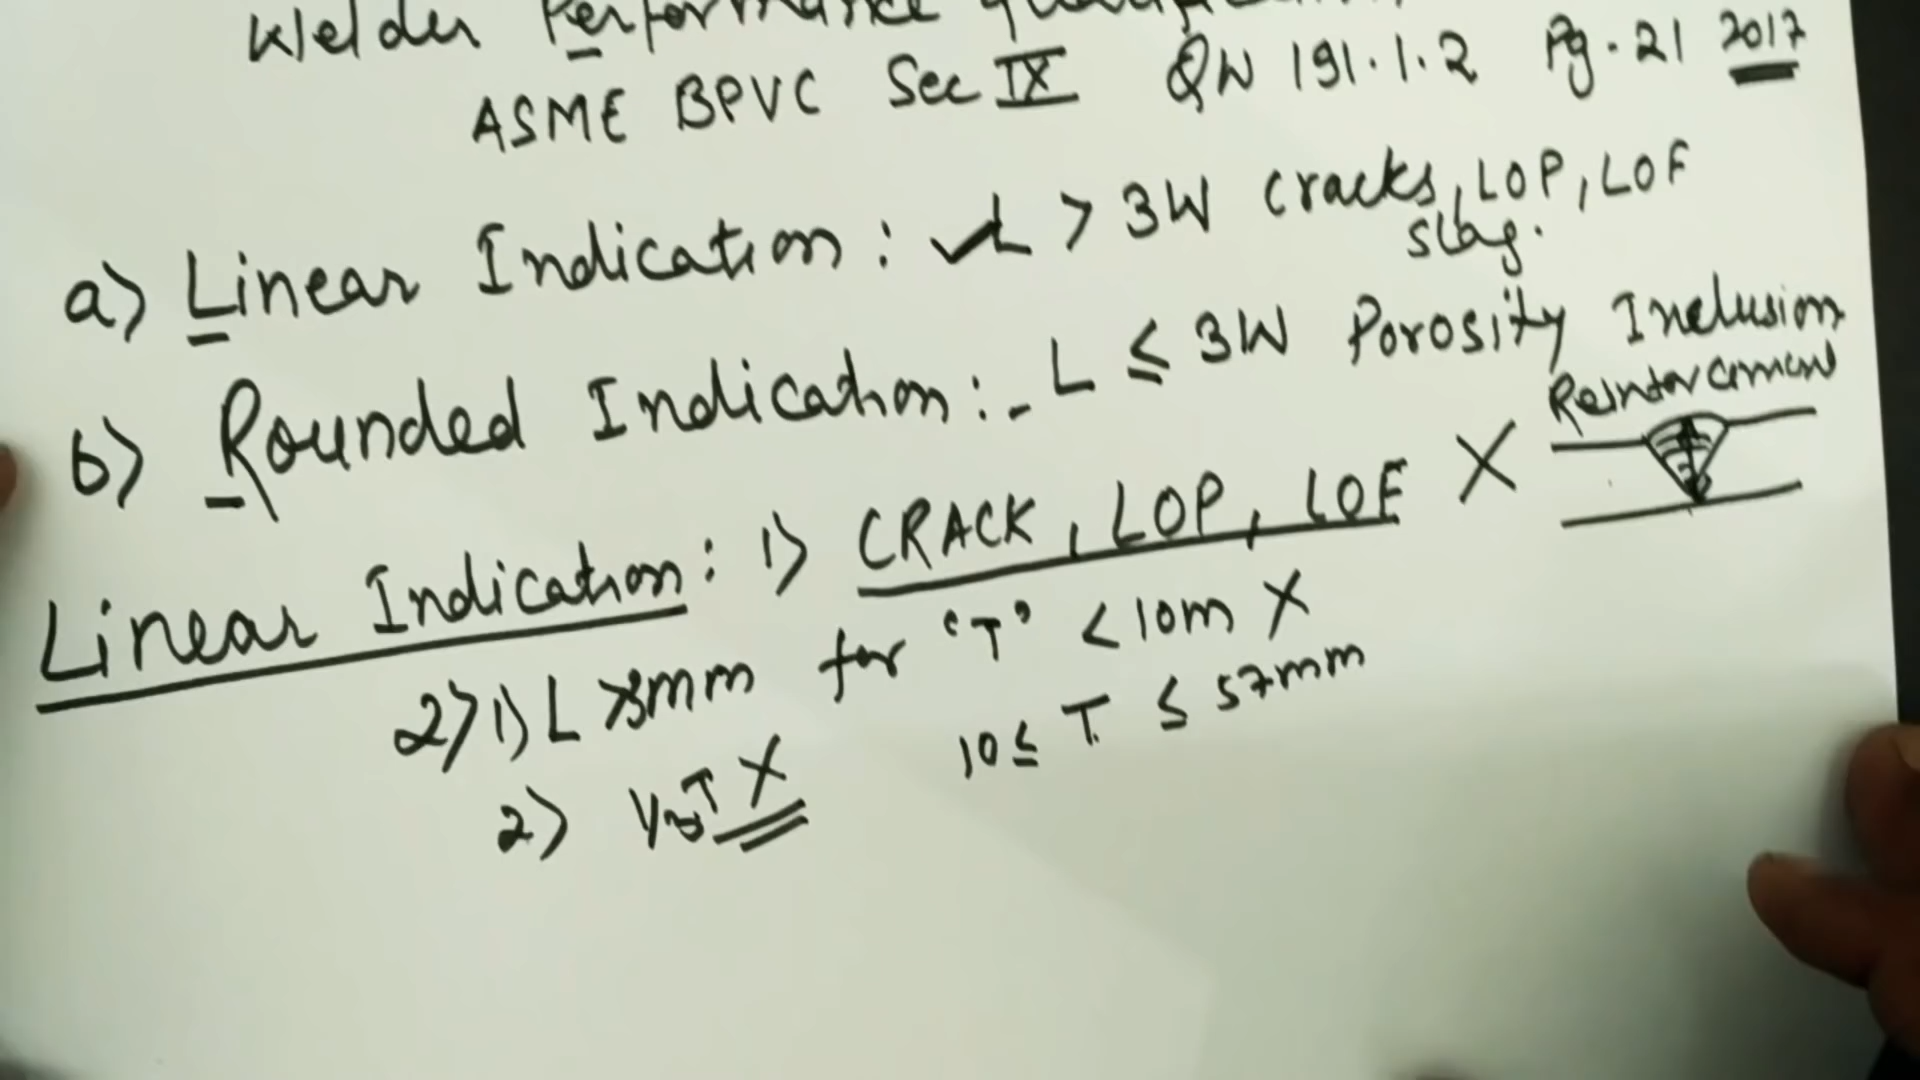 Welder Performance Qualification
ASME BPVC Sec IX QW 191.1.2 Pg. 21 2017
a) Linear Indication : L > 3W cracks, LOP, LOF
slag.
b) Rounded Indication :- L ≤ 3W Porosity Inclusion
Reinforcement
Linear Indication : 1) CRACK, LOP, LOF X
2) 1) L >3mm for 'T' < 10m X
2) 1/3T X 10 ≤ T ≤ 57mm